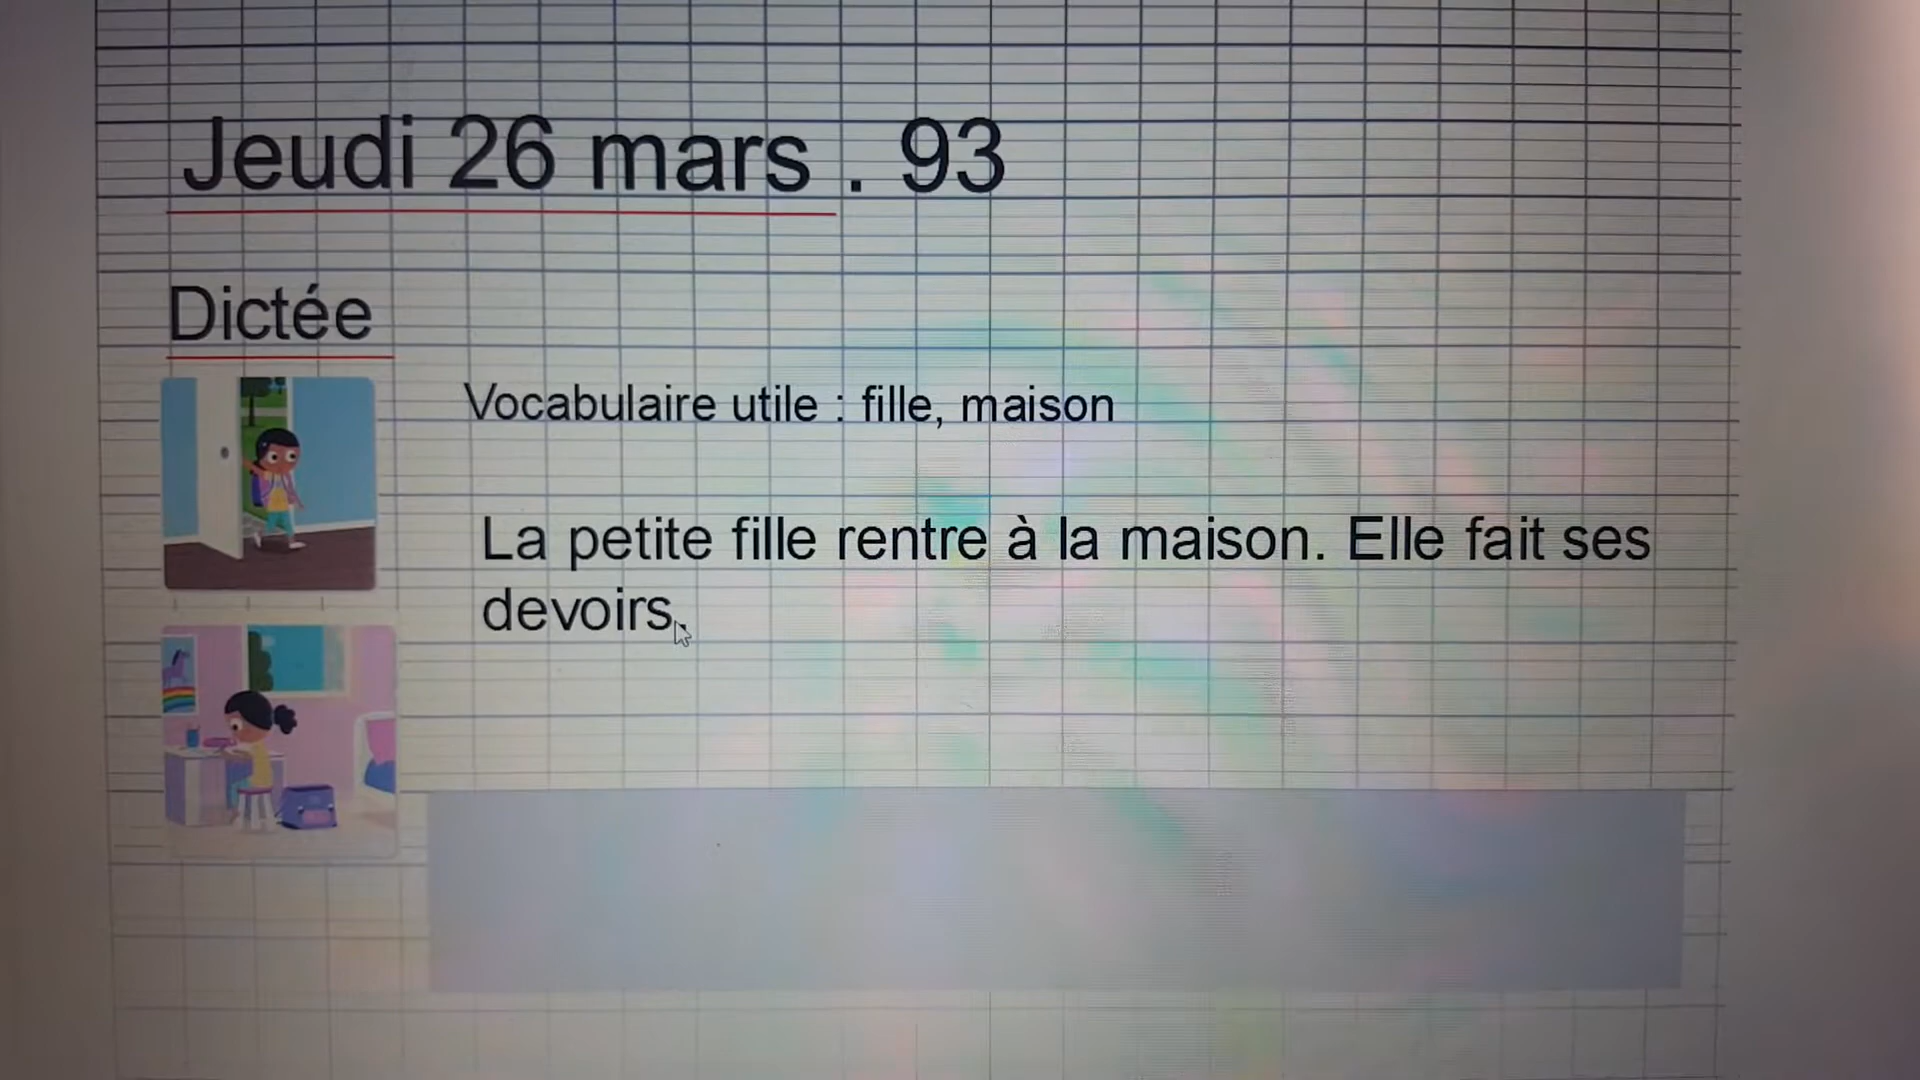 Jeudi 26 mars . 93
Dictée
Vocabulaire utile : fille, maison
La petite fille rentre à la maison. Elle fait ses
devoirs.